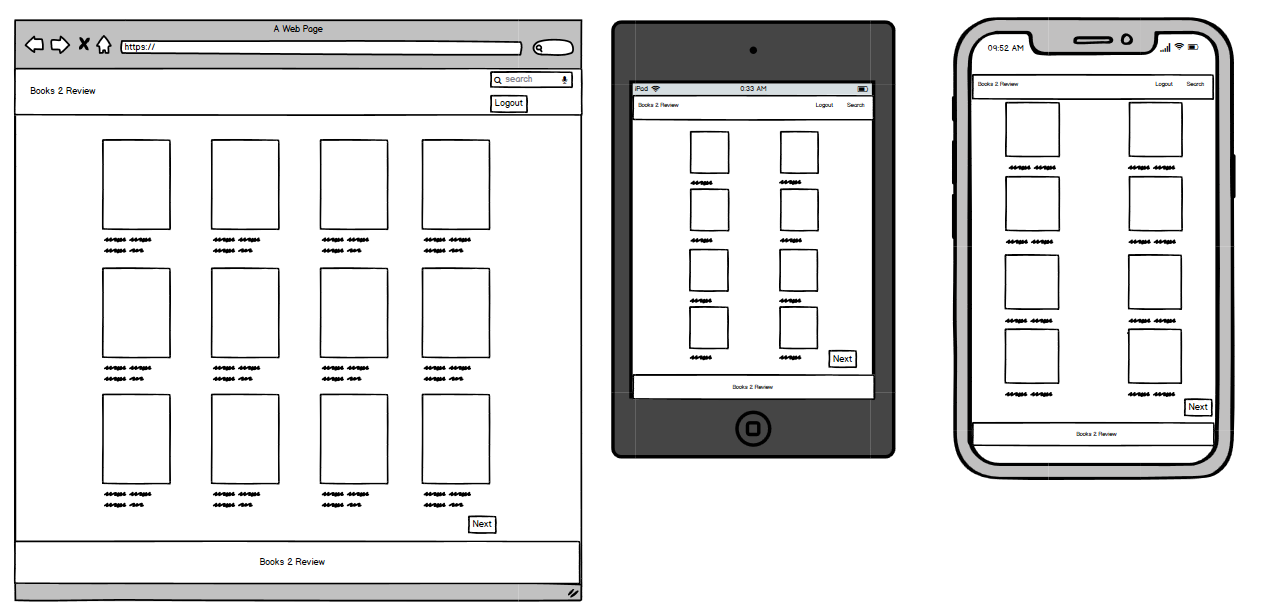 A Web Page
https://
Books 2 Review
search
Logout
Next
Books 2 Review
iPod
0:33 AM
Books 2 Review Logout Search
Next
Books 2 Review
09:52 AM
Books 2 Review Logout Search
Next
Books 2 Review